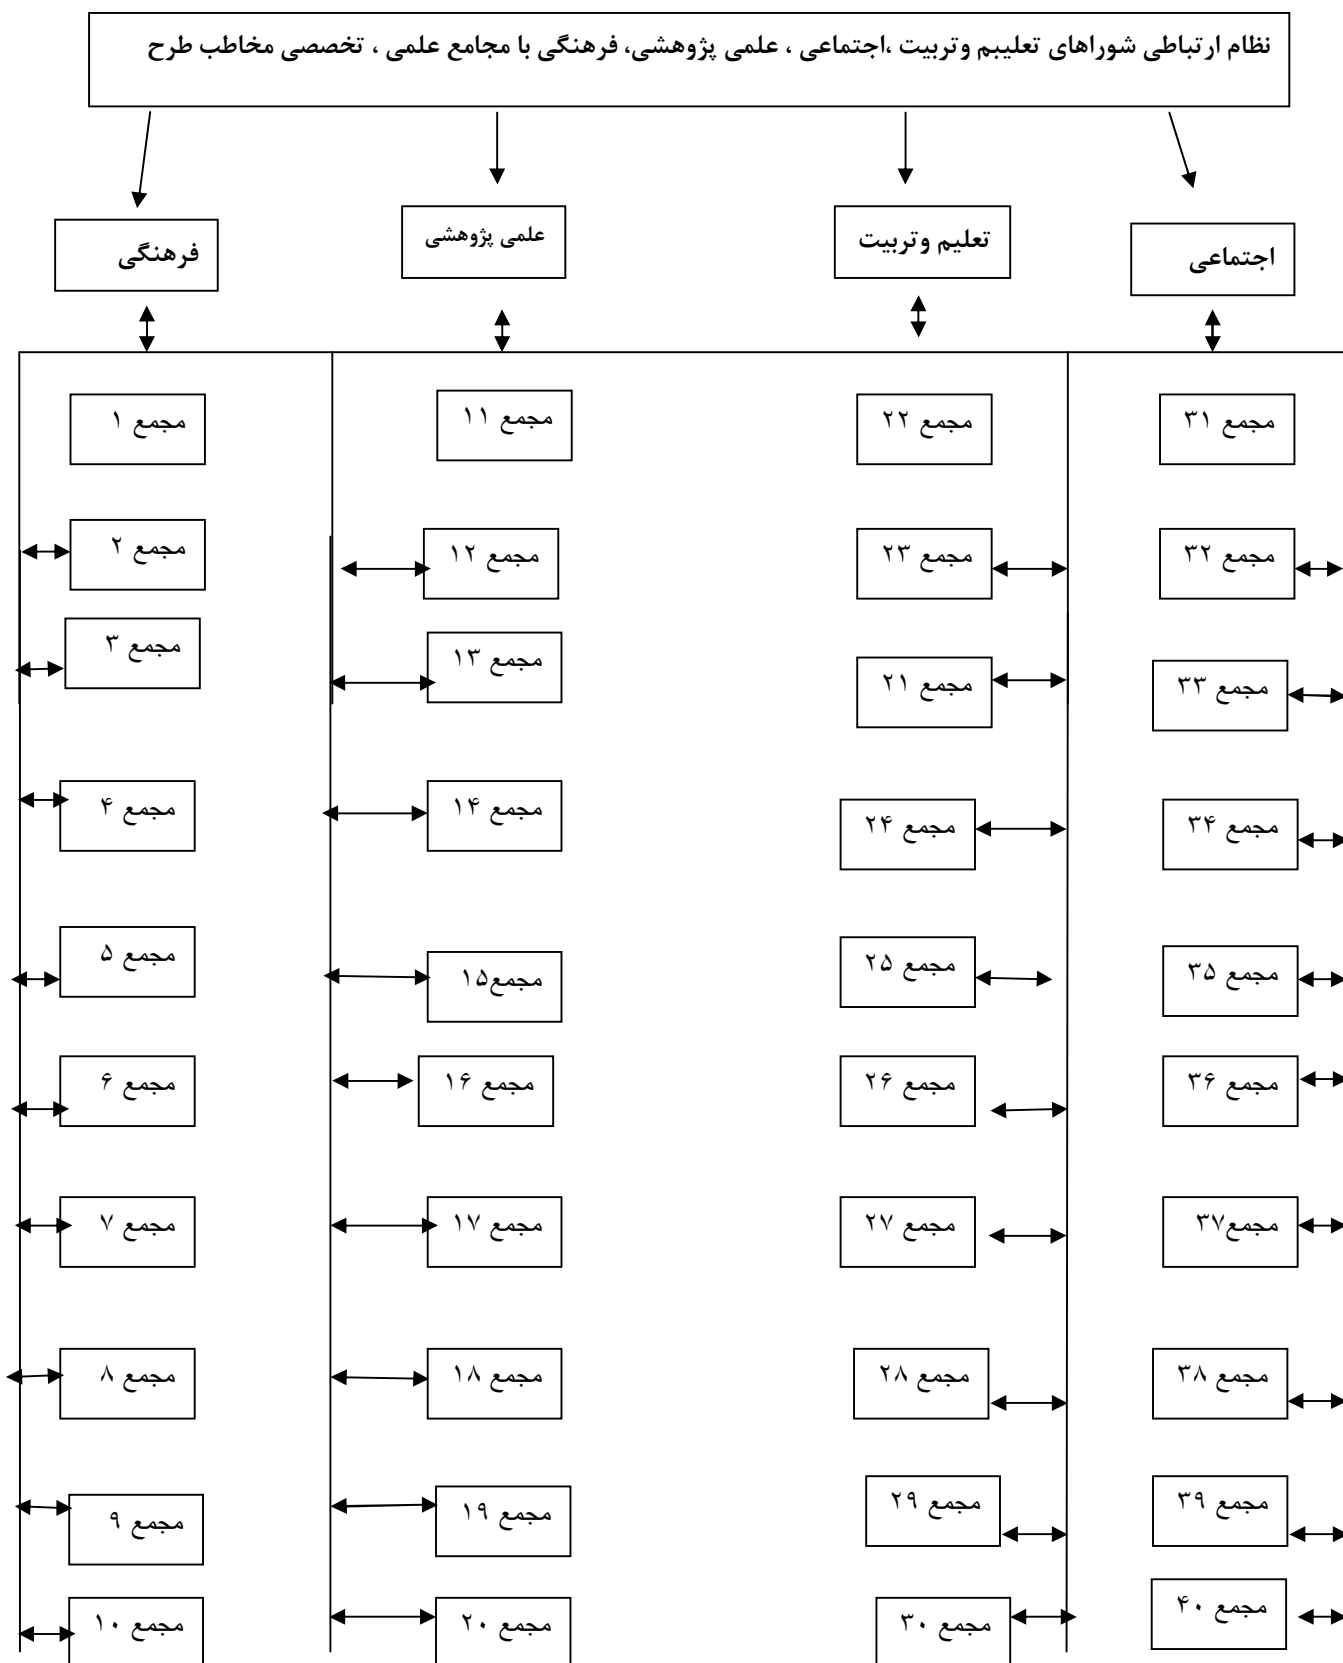 نظام ارتباطی شوراهای تعلیبم وتربیت ،اجتماعی ، علمی پژوهشی، فرهنگی با مجامع علمی ، تخصصی مخاطب طرح
اجتماعی
تعلیم وتربیت
علمی پژوهشی
فرهنگی
مجمع ۳۱
مجمع ۲۲
مجمع ۱۱
مجمع ۱
مجمع ۳۲
مجمع ۲۳
مجمع ۱۲
مجمع ۲
مجمع ۳۳
مجمع ۲۱
مجمع ۱۳
مجمع ۳
مجمع ۳۴
مجمع ۲۴
مجمع ۱۴
مجمع ۴
مجمع ۳۵
مجمع ۲۵
مجمع۱۵
مجمع ۵
مجمع ۳۶
مجمع ۲۶
مجمع ۱۶
مجمع ۶
مجمع۳۷
مجمع ۲۷
مجمع ۱۷
مجمع ۷
مجمع ۳۸
مجمع ۲۸
مجمع ۱۸
مجمع ۸
مجمع ۳۹
مجمع ۲۹
مجمع ۱۹
مجمع ۹
مجمع ۴۰
مجمع ۳۰
مجمع ۲۰
مجمع ۱۰